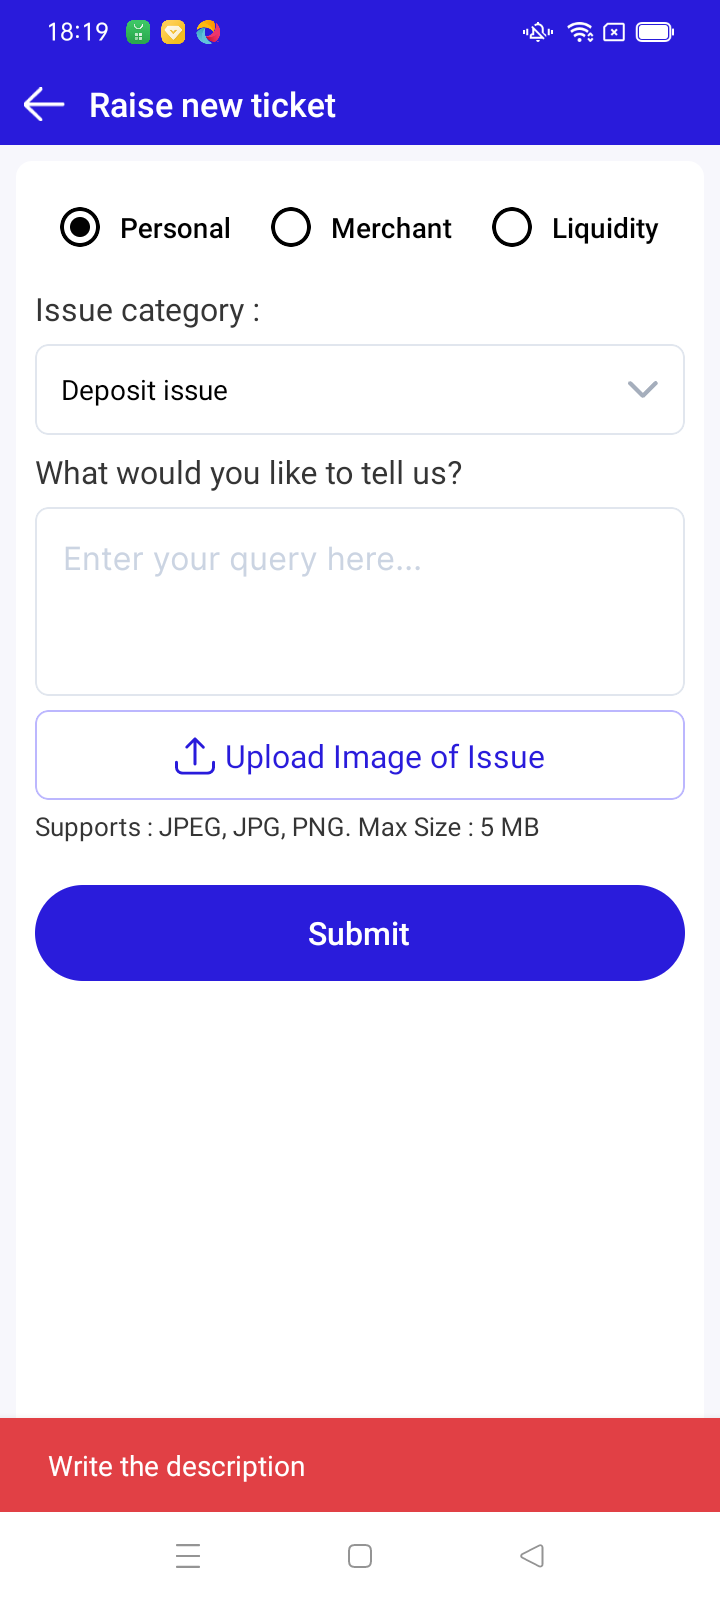 18:19
Raise new ticket
Personal Merchant Liquidity
Issue category :
Deposit issue
What would you like to tell us?
Enter your query here...
Upload Image of Issue
Supports : JPEG, JPG, PNG. Max Size : 5 MB
Submit
Write the description